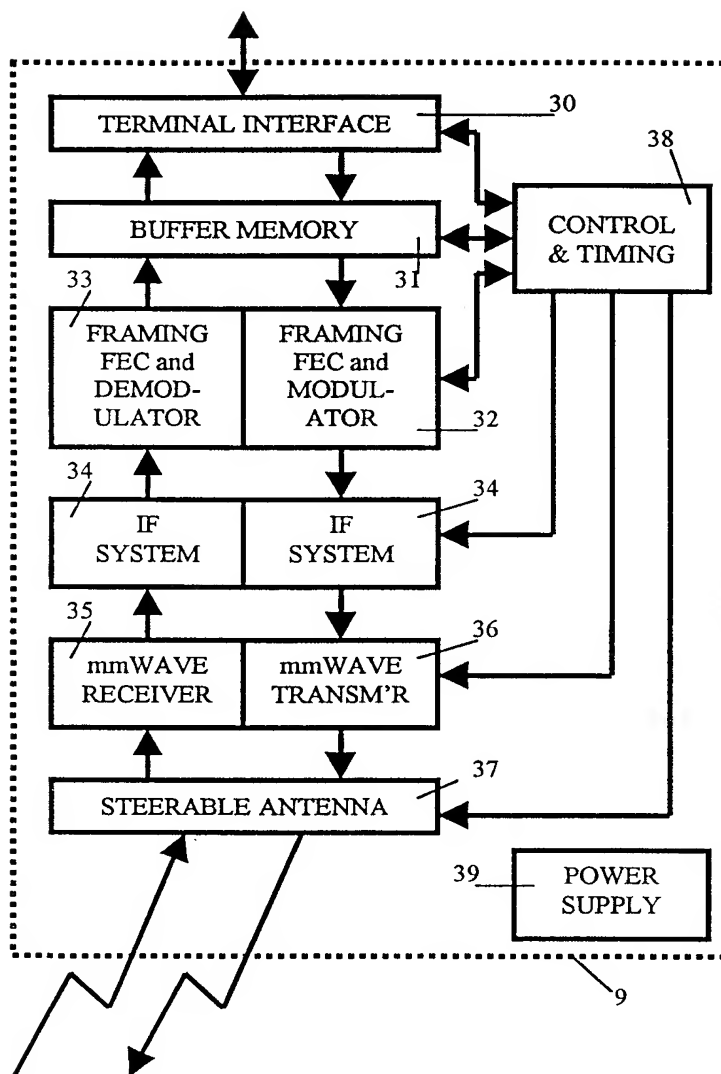 30
TERMINAL INTERFACE
38
BUFFER MEMORY
CONTROL
& TIMING
31
33
FRAMING
FEC and
DEMOD-
ULATOR
FRAMING
FEC and
MODUL-
ATOR
32
34
34
IF
SYSTEM
IF
SYSTEM
35
36
mmWAVE
RECEIVER
mmWAVE
TRANSM'R
37
STEERABLE ANTENNA
39
POWER
SUPPLY
9